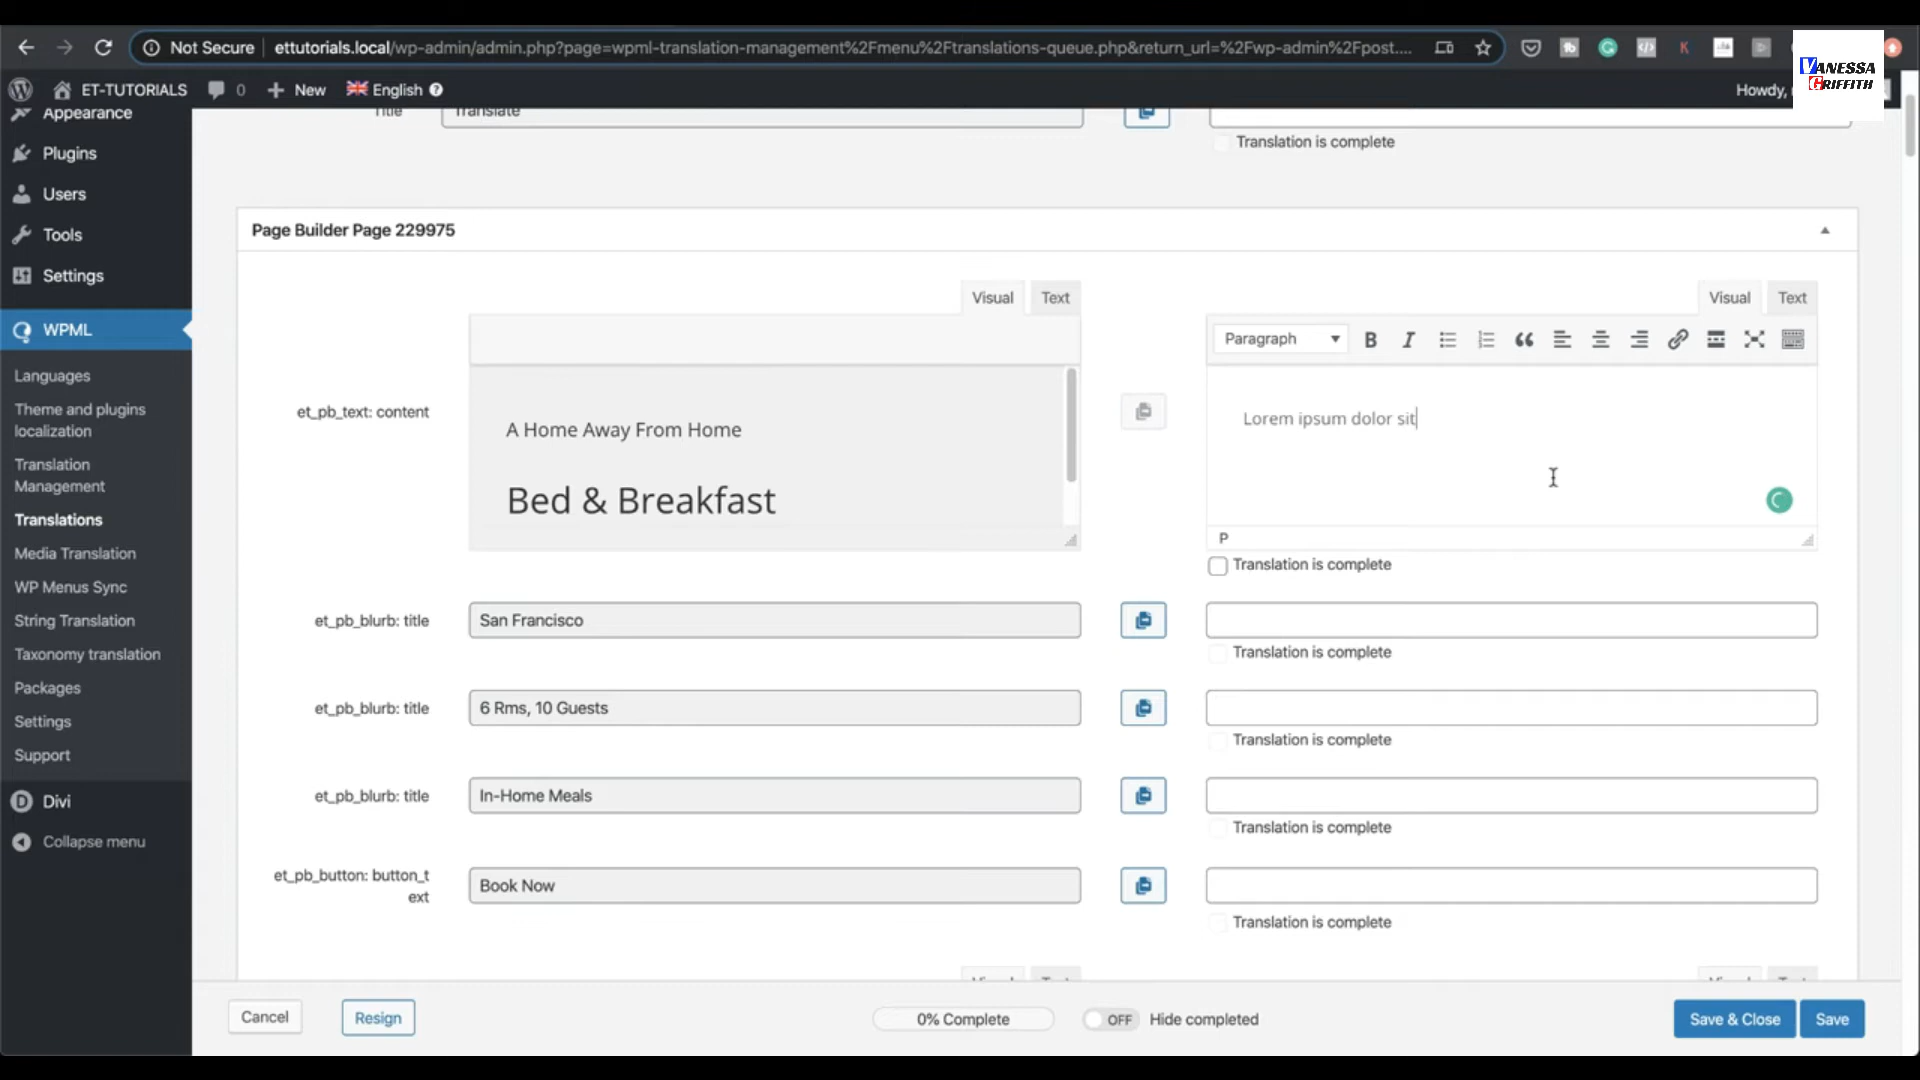 Not Secure
ettutorials.local/wp-admin/admin.php?page=wpml-translation-management%2Fmenu%2Ftranslations-queue.php&return_url=%2Fwp-admin%2Fpost....
VANESSA
GRIFFITH
ET-TUTORIALS
0
New
English
Howdy,
Appearance
Plugins
Users
Tools
Settings
WPML
Languages
Theme and plugins
localization
Translation
Management
Translations
Media Translation
WP Menus Sync
String Translation
Taxonomy translation
Packages
Settings
Support
Divi
Collapse menu
Title
Translate
Translation is complete
Page Builder Page 229975
Visual
Text
Visual
Text
Paragraph
et_pb_text: content
A Home Away From Home
Bed & Breakfast
Lorem ipsum dolor sit
P
Translation is complete
et_pb_blurb: title
San Francisco
Translation is complete
et_pb_blurb: title
6 Rms, 10 Guests
Translation is complete
et_pb_blurb: title
In-Home Meals
Translation is complete
et_pb_button: button_t
ext
Book Now
Translation is complete
Cancel
Resign
0% Complete
OFF
Hide completed
Save & Close
Save